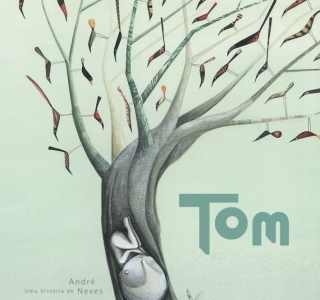 Tom
André
Uma história de Neves